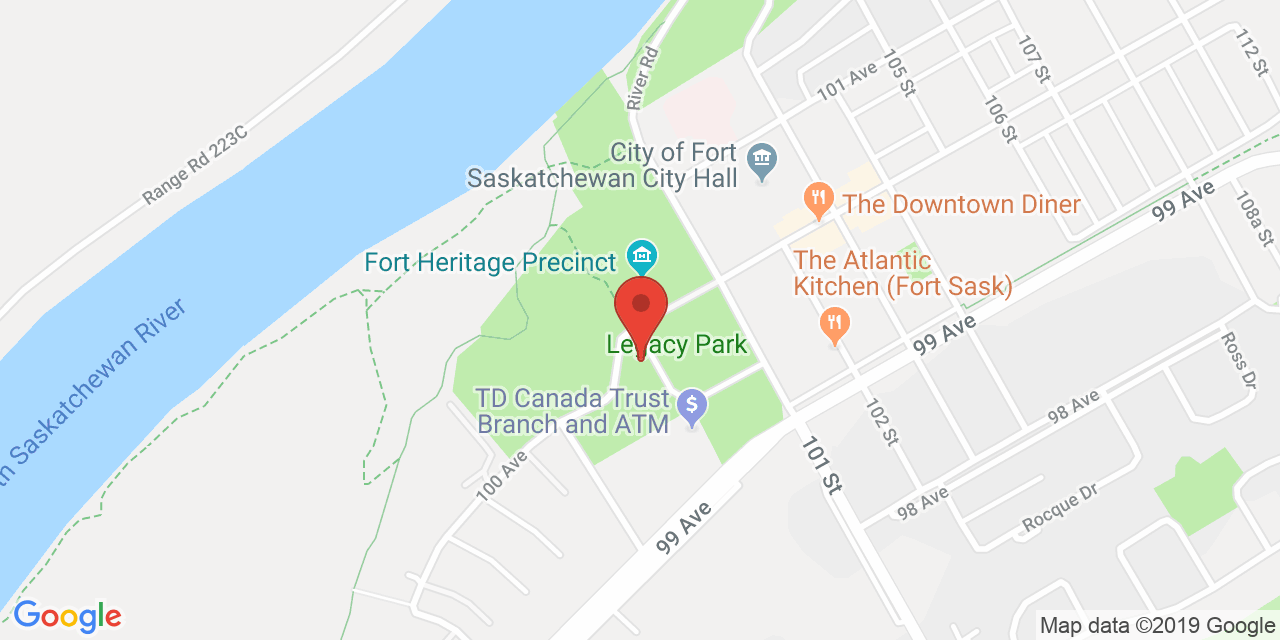 River Rd
101 Ave
105 St
107 St
112 St
106 St
Range Rd 223C
City of Fort
Saskatchewan City Hall
The Downtown Diner
99 Ave
108a St
Fort Heritage Precinct
The Atlantic
Kitchen (Fort Sask)
99 Ave
Legacy Park
Saskatchewan River
Ross Dr
TD Canada Trust
Branch and ATM
$
98 Ave
102 St
101 St
100 Ave
98 Ave
Rocque Dr
99 Ave
Google
Map data ©2019 Google